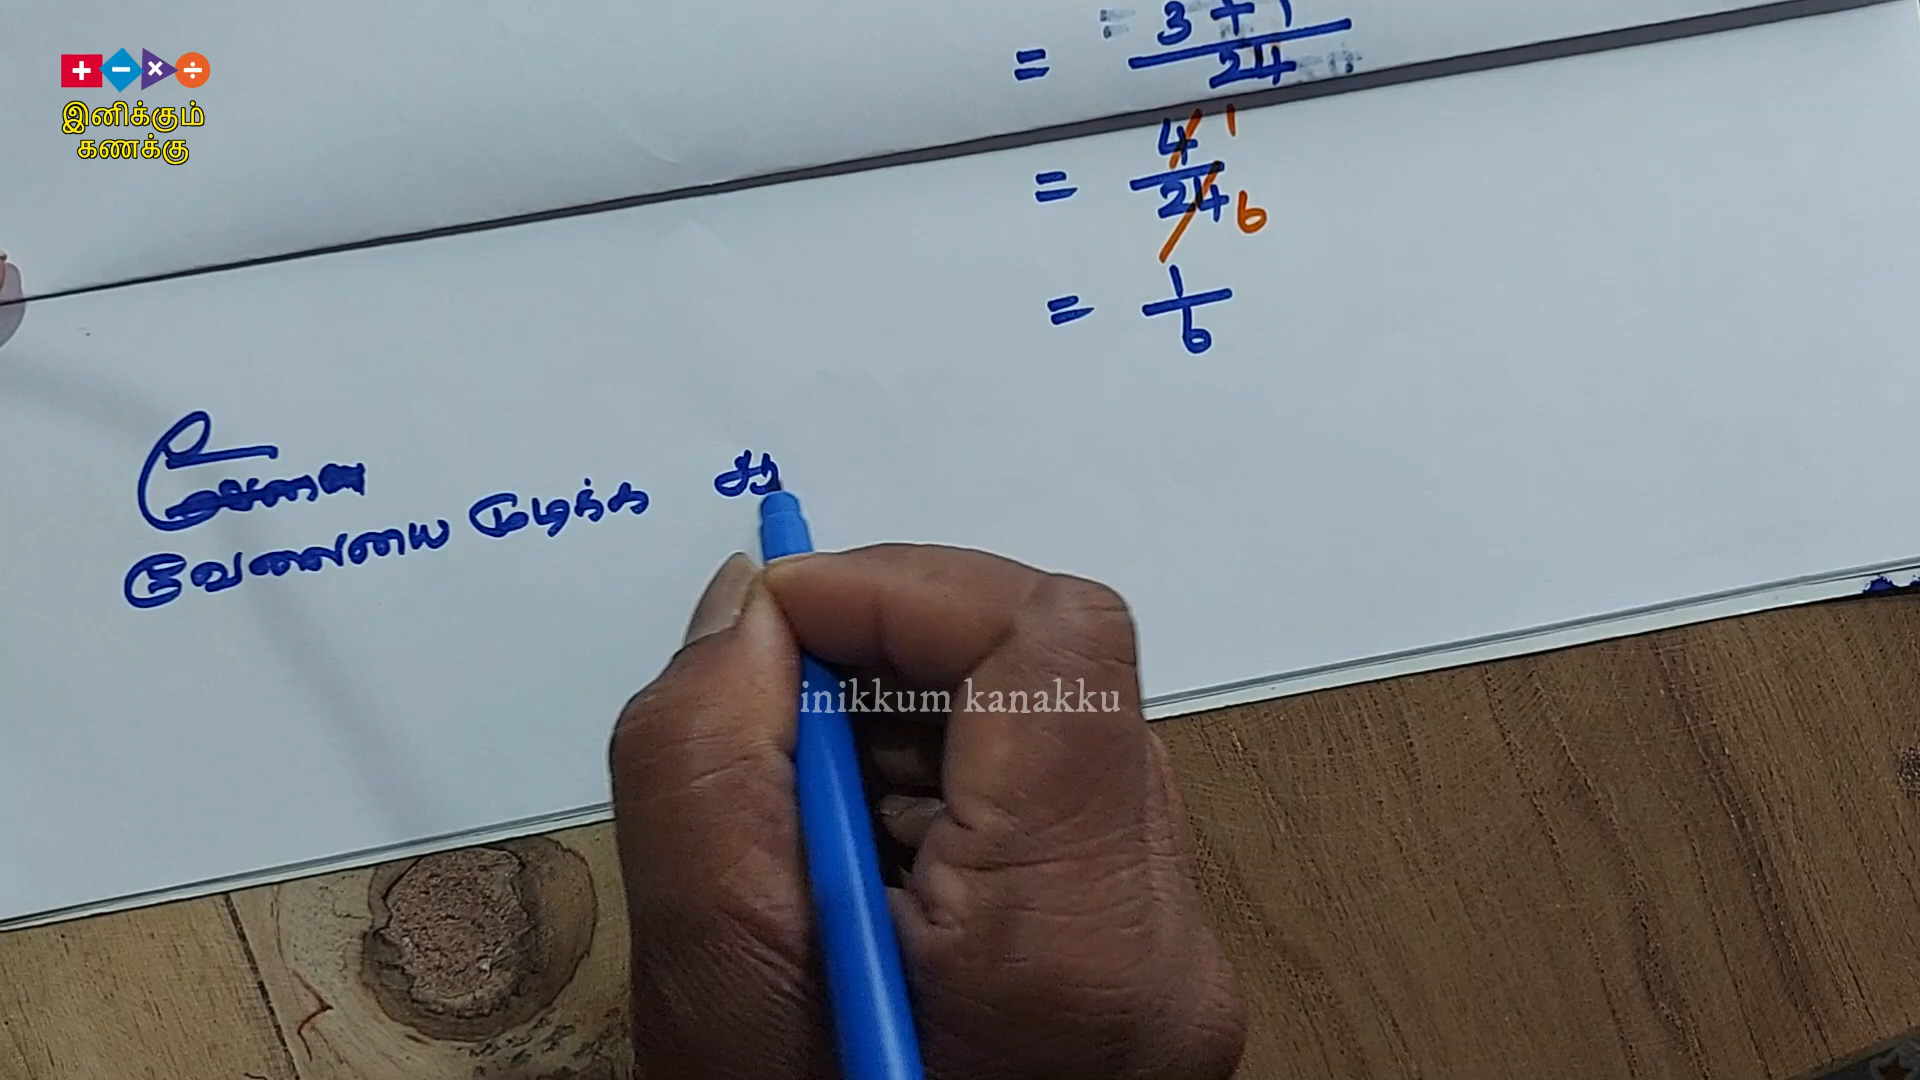 இனிக்கும்
கணக்கு
= 3 + 1 / 24
= 4 / 24 1 6
= 1 / 6
வேலையை முடிக்க
inikkum kanakku